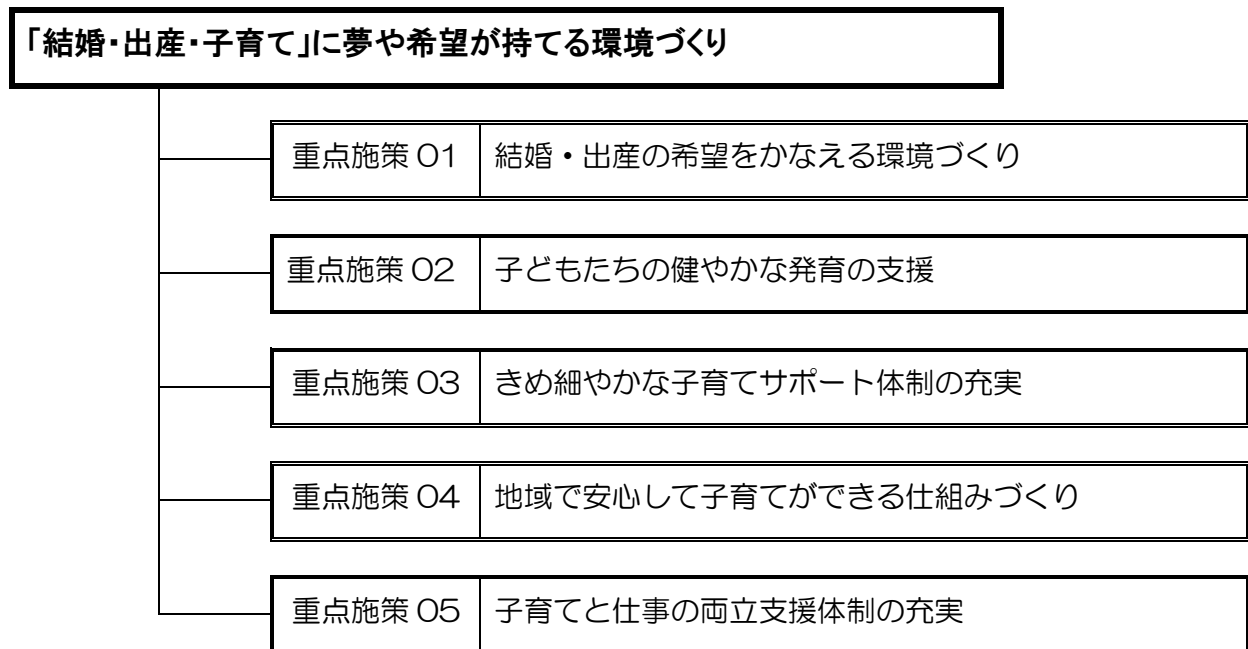 「結婚・出産・子育て」に夢や希望が持てる環境づくり
重点施策 01 結婚・出産の希望をかなえる環境づくり
重点施策 02 子どもたちの健やかな発育の支援
重点施策 03 きめ細やかな子育てサポート体制の充実
重点施策 04 地域で安心して子育てができる仕組みづくり
重点施策 05 子育てと仕事の両立支援体制の充実